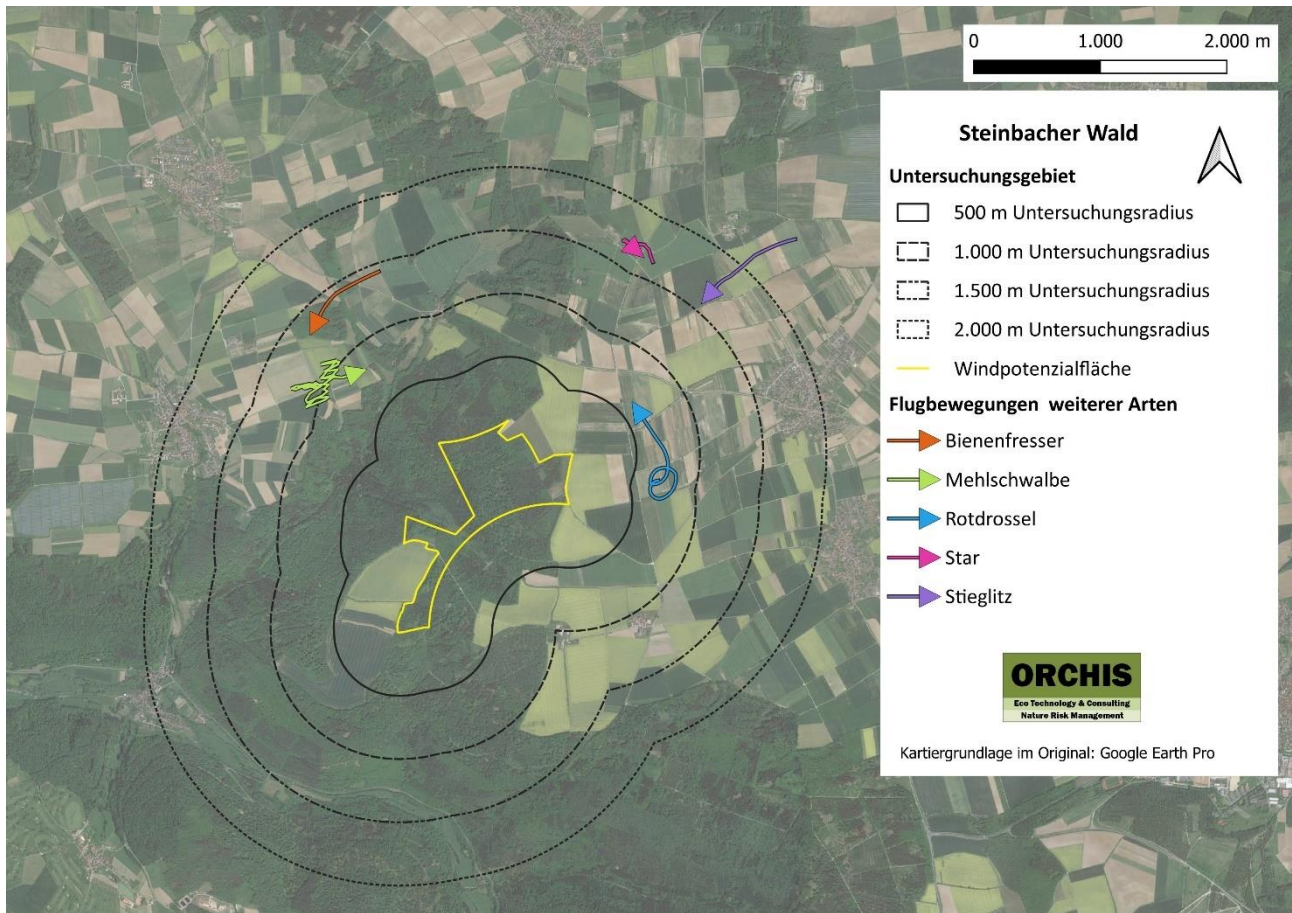 0 1.000 2.000 m
Steinbacher Wald
Untersuchungsgebiet
500 m Untersuchungsradius
1.000 m Untersuchungsradius
1.500 m Untersuchungsradius
2.000 m Untersuchungsradius
Windpotenzialfläche
Flugbewegungen weiterer Arten
Bienenfresser
Mehlschwalbe
Rotdrossel
Star
Stieglitz
ORCHIS
Eco Technology & Consulting
Nature Risk Management
Kartiergrundlage im Original: Google Earth Pro